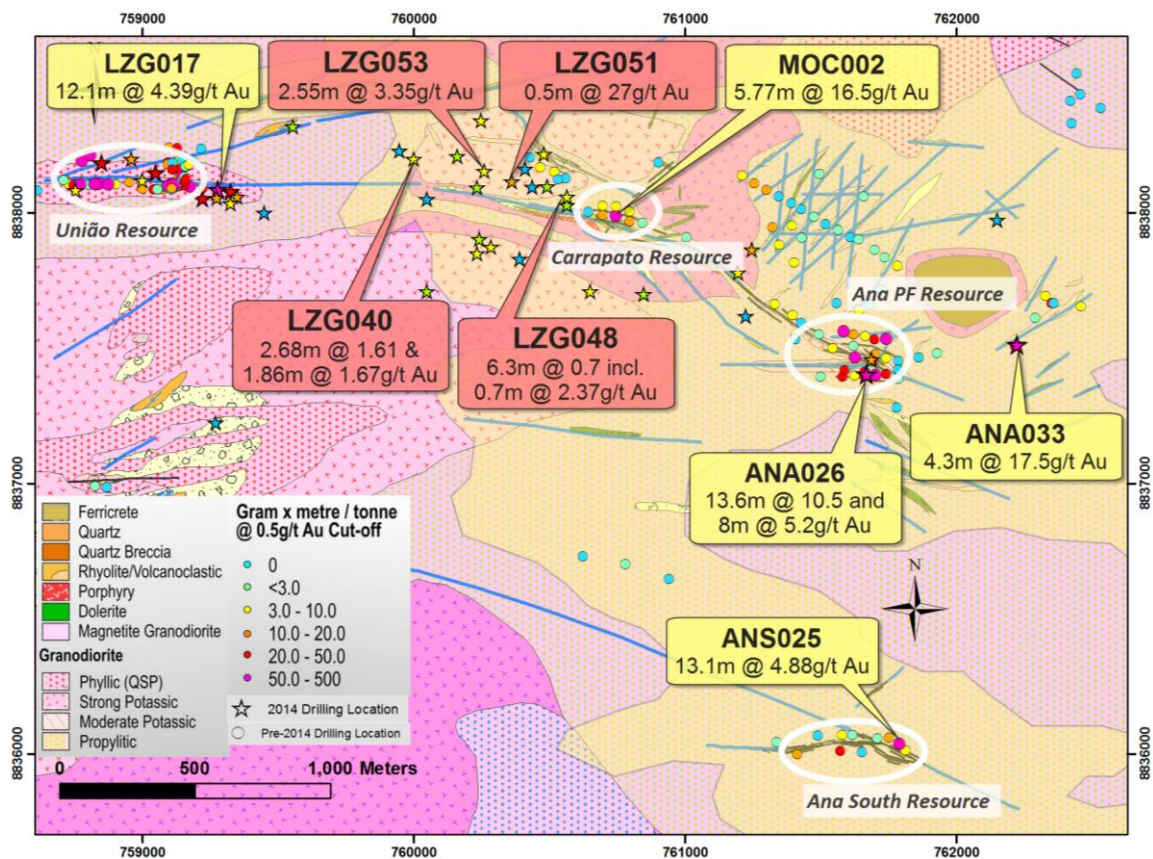 759000
760000
761000
762000
LZG017
12.1m @ 4.39g/t Au
LZG053
2.55m @ 3.35g/t Au
LZG051
0.5m @ 27g/t Au
MOC002
5.77m @ 16.5g/t Au
N
8838000
8838000
União Resource
Carrapato Resource
Ana PF Resource
LZG040
2.68m @ 1.61 &
1.86m @ 1.67g/t Au
LZG048
6.3m @ 0.7 incl.
0.7m @ 2.37g/t Au
ANA033
4.3m @ 17.5g/t Au
ANA026
13.6m @ 10.5 and
8m @ 5.2g/t Au
8837000
8837000
Ferricrete
Quartz
Quartz Breccia
Rhyolite/Volcanoclastic
Porphyry
Dolerite
Magnetite Granodiorite
Granodiorite
Phyllic (QSP)
Strong Potassic
Moderate Potassic
Propylitic
Gram x metre / tonne
@ 0.5g/t Au Cut-off
0
<3.0
3.0 - 10.0
10.0 - 20.0
20.0 - 50.0
50.0 - 500
2014 Drilling Location
Pre-2014 Drilling Location
N
ANS025
13.1m @ 4.88g/t Au
8836000
8836000
0
500
1,000 Meters
Ana South Resource
759000
760000
761000
762000